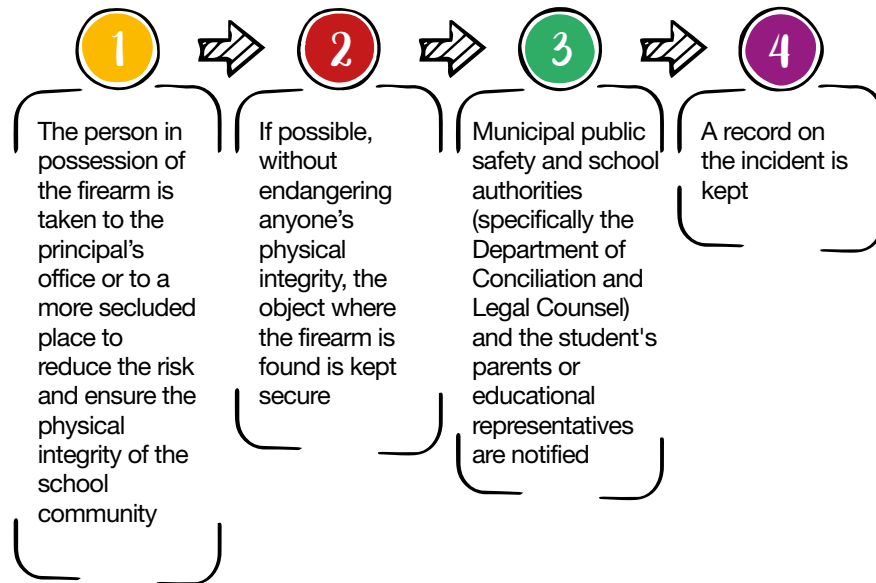 1
The person in
possession of
the firearm is
taken to the
principal's
office or to a
more secluded
place to
reduce the risk
and ensure the
physical
integrity of the
school
community
2
If possible,
without
endangering
anyone's
physical
integrity, the
object where
the firearm is
found is kept
secure
3
Municipal public
safety and school
authorities
(specifically the
Department of
Conciliation and
Legal Counsel)
and the student's
parents or
educational
representatives
are notified
4
A record on
the incident is
kept